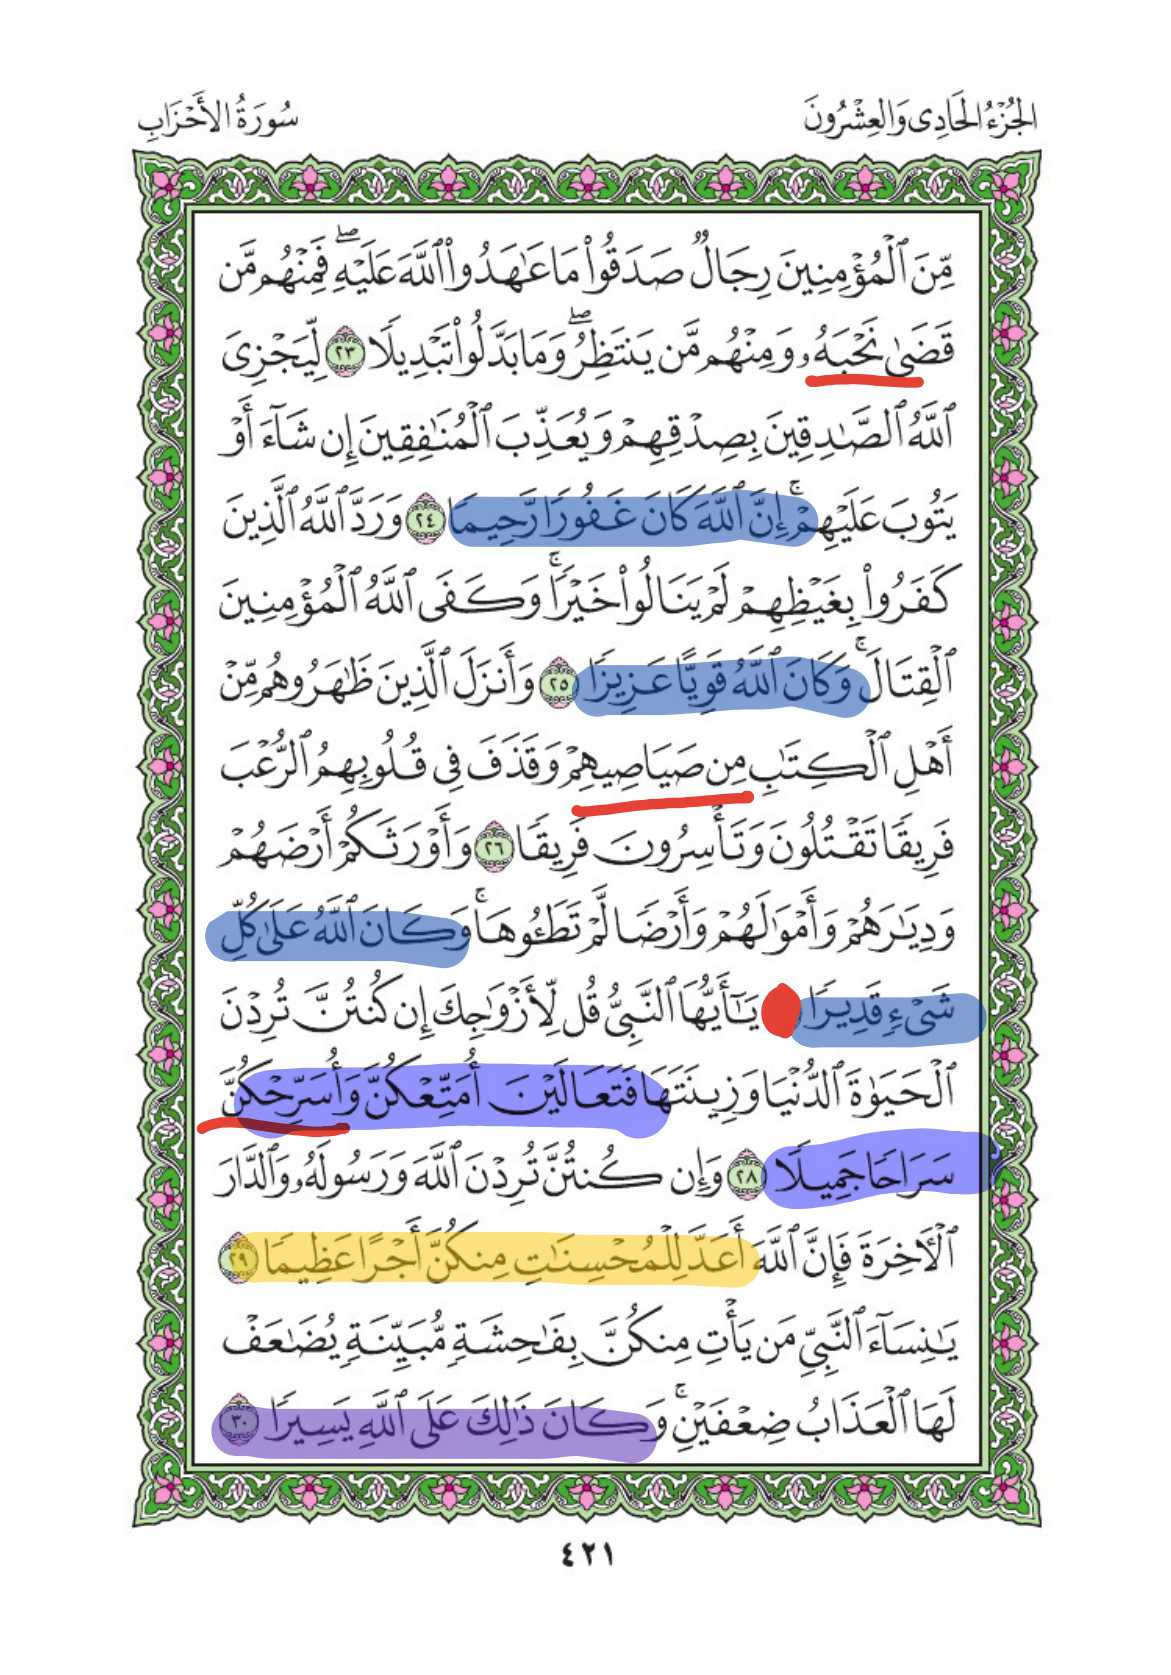 الجُزْءُ الحَادِى وَالعِشْرُونَ
سُورَةُ الأَحْزَابِ
مِّنَ ٱلْمُؤْمِنِينَ رِجَالٌ صَدَقُوا۟ مَا عَـٰهَدُوا۟ ٱللَّهَ عَلَيْهِ ۖ فَمِنْهُم مَّن
قَضَىٰ نَحْبَهُۥ وَمِنْهُم مَّن يَنتَظِرُ ۖ وَمَا بَدَّلُوا۟ تَبْدِيلًا ٢٣ لِّيَجْزِىَ
ٱللَّهُ ٱلصَّـٰدِقِينَ بِصِدْقِهِمْ وَيُعَذِّبَ ٱلْمُنَـٰفِقِينَ إِن شَآءَ أَوْ
يَتُوبَ عَلَيْهِمْ ۚ إِنَّ ٱللَّهَ كَانَ غَفُورًا رَّحِيمًا ٢٤ وَرَدَّ ٱللَّهُ ٱلَّذِينَ
كَفَرُوا۟ بِغَيْظِهِمْ لَمْ يَنَالُوا۟ خَيْرًا ۚ وَكَفَى ٱللَّهُ ٱلْمُؤْمِنِينَ
ٱلْقِتَالَ ۚ وَكَانَ ٱللَّهُ قَوِيًّا عَزِيزًا ٢٥ وَأَنزَلَ ٱلَّذِينَ ظَـٰهَرُوهُم مِّنْ
أَهْلِ ٱلْكِتَـٰبِ مِن صَيَاصِيهِمْ وَقَذَفَ فِى قُلُوبِهِمُ ٱلرُّعْبَ
فَرِيقًا تَقْتُلُونَ وَتَأْسِرُونَ فَرِيقًا ٢٦ وَأَوْرَثَكُمْ أَرْضَهُمْ
وَدِيَـٰرَهُمْ وَأَمْوَٰلَهُمْ وَأَرْضًا لَّمْ تَطَـُٔوهَا ۚ وَكَانَ ٱللَّهُ عَلَىٰ كُلِّ
شَىْءٍ قَدِيرًا يَـٰٓأَيُّهَا ٱلنَّبِىُّ قُل لِّأَزْوَٰجِكَ إِن كُنتُنَّ تُرِدْنَ
ٱلْحَيَوٰةَ ٱلدُّنْيَا وَزِينَتَهَا فَتَعَالَيْنَ أُمَتِّعْكُنَّ وَأُسَرِّحْكُنَّ
سَرَاحًا جَمِيلًا ٢٨ وَإِن كُنتُنَّ تُرِدْنَ ٱللَّهَ وَرَسُولَهُۥ وَٱلدَّارَ
ٱلْـَٔاخِرَةَ فَإِنَّ ٱللَّهَ أَعَدَّ لِلْمُحْسِنَـٰتِ مِنكُنَّ أَجْرًا عَظِيمًا ٢٩
يَـٰنِسَآءَ ٱلنَّبِىِّ مَن يَأْتِ مِنكُنَّ بِفَـٰحِشَةٍ مُّبَيِّنَةٍ يُضَـٰعَفْ
لَهَا ٱلْعَذَابُ ضِعْفَيْنِ ۚ وَكَانَ ذَٰلِكَ عَلَى ٱللَّهِ يَسِيرًا ٣٠
٤٢١